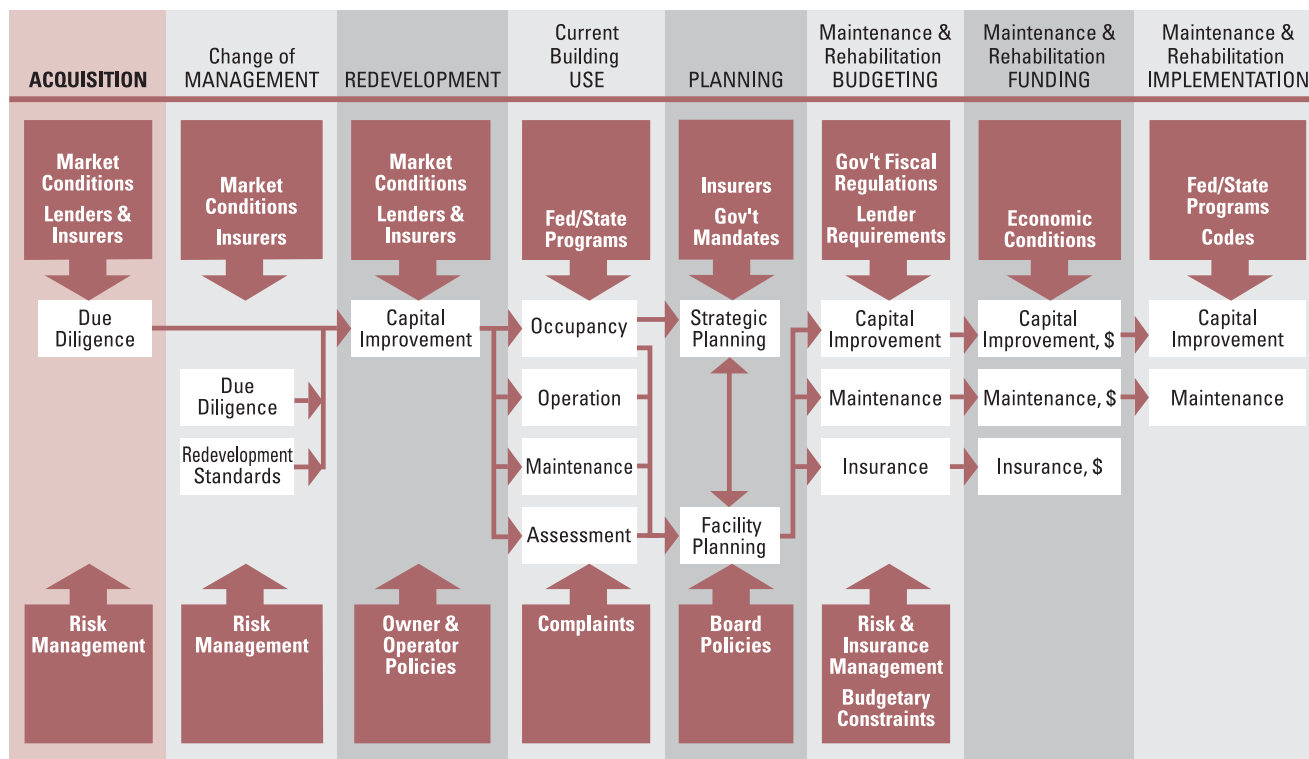 ACQUISITION
Change of
MANAGEMENT
REDEVELOPMENT
Current
Building
USE
PLANNING
Maintenance &
Rehabilitation
BUDGETING
Maintenance &
Rehabilitation
FUNDING
Maintenance &
Rehabilitation
IMPLEMENTATION
Market
Conditions
Lenders &
Insurers
Market
Conditions
Insurers
Market
Conditions
Lenders &
Insurers
Fed/State
Programs
Insurers
Gov't
Mandates
Gov't Fiscal
Regulations
Lender
Requirements
Economic
Conditions
Fed/State
Programs
Codes
Due
Diligence
Due
Diligence
Redevelopment
Standards
Capital
Improvement
Occupancy
Operation
Maintenance
Assessment
Strategic
Planning
Facility
Planning
Capital
Improvement
Maintenance
Insurance
Capital
Improvement, $
Maintenance, $
Insurance, $
Capital
Improvement
Maintenance
Risk
Management
Risk
Management
Owner &
Operator
Policies
Complaints
Board
Policies
Risk &
Insurance
Management
Budgetary
Constraints